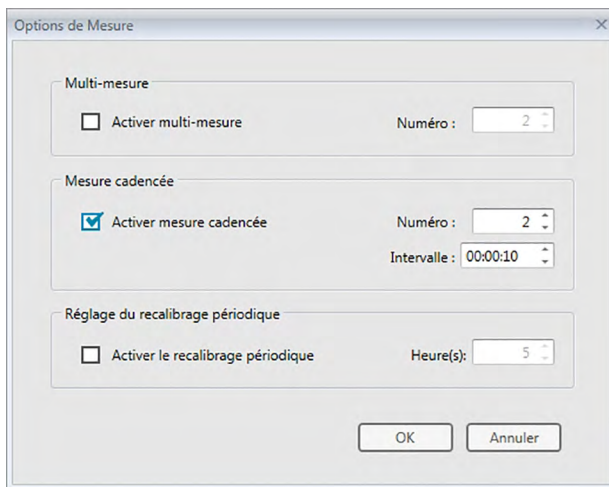 Options de Mesure
Multi-mesure
Activer multi-mesure Numéro : 2
Mesure cadencée
Activer mesure cadencée Numéro : 2
Intervalle : 00:00:10
Réglage du recalibrage périodique
Activer le recalibrage périodique Heure(s): 5
OK Annuler